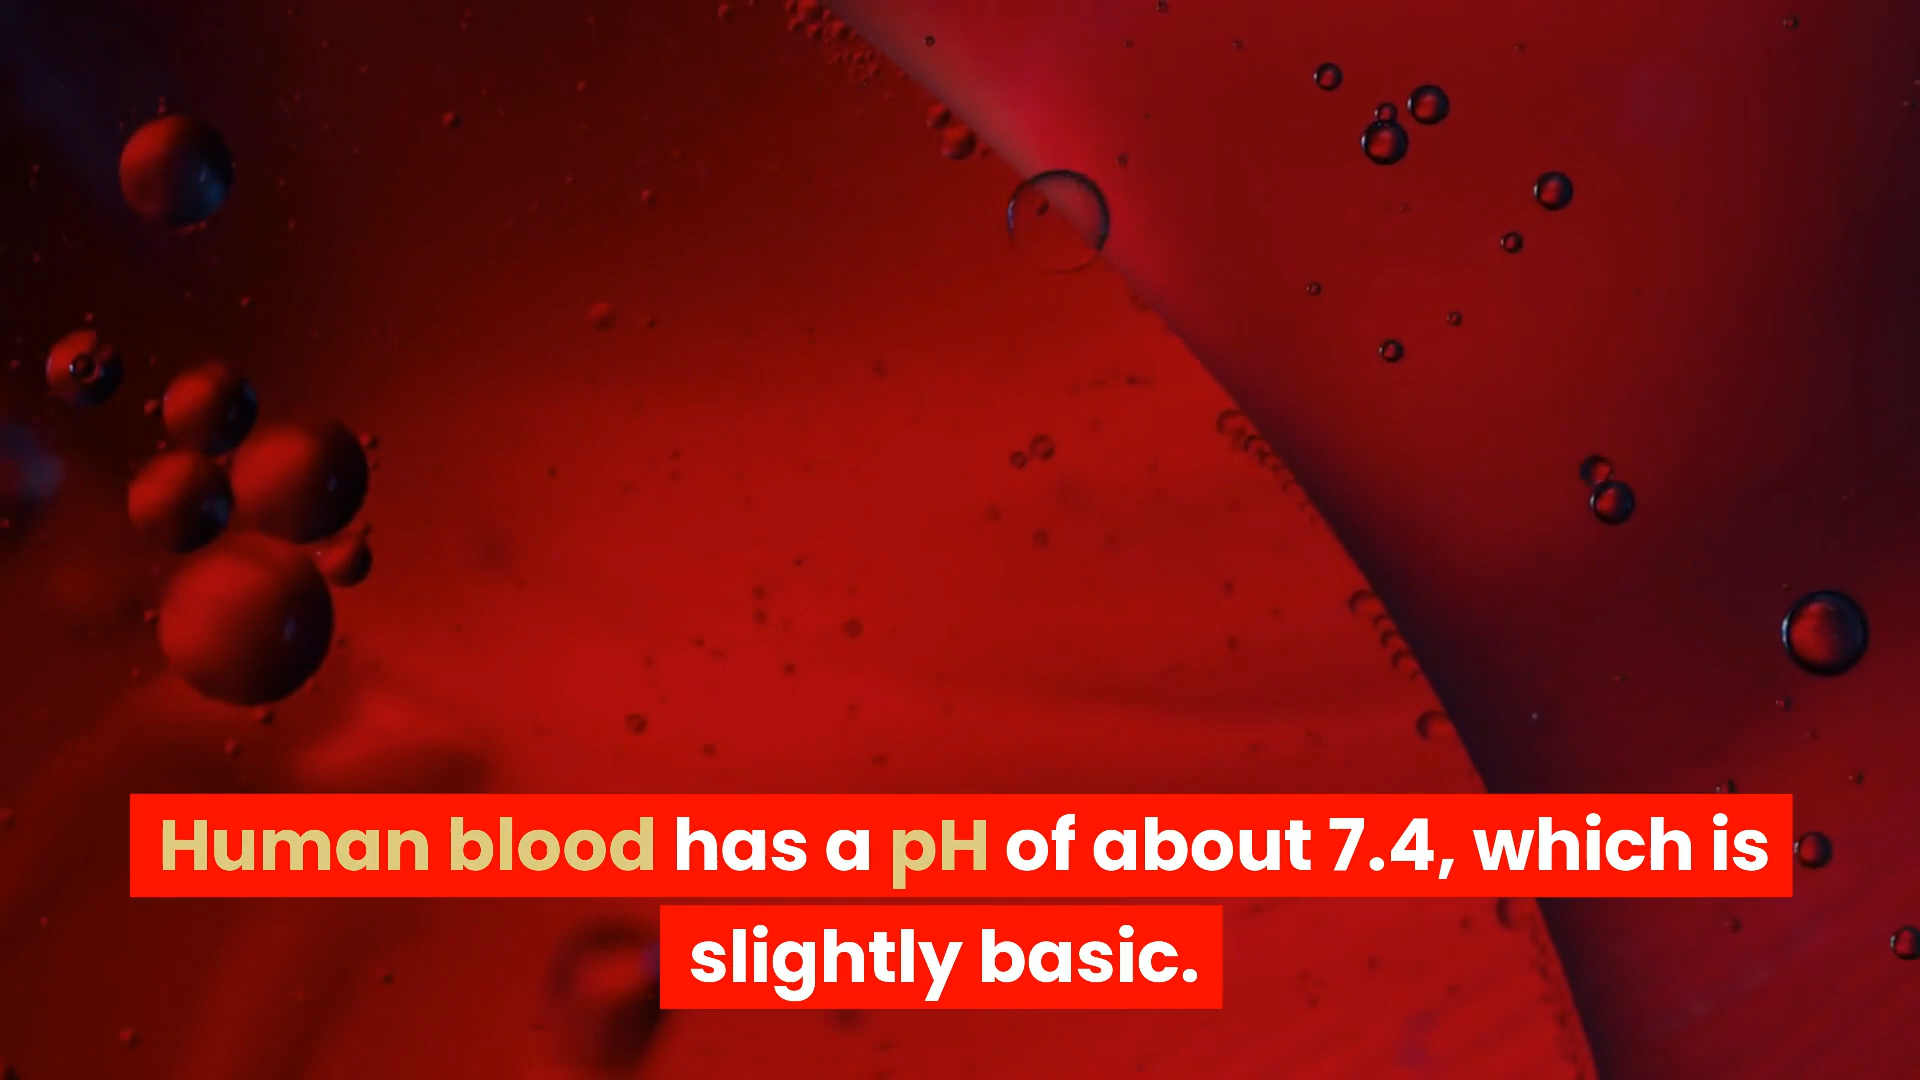 Human blood has a pH of about 7.4, which is
slightly basic.